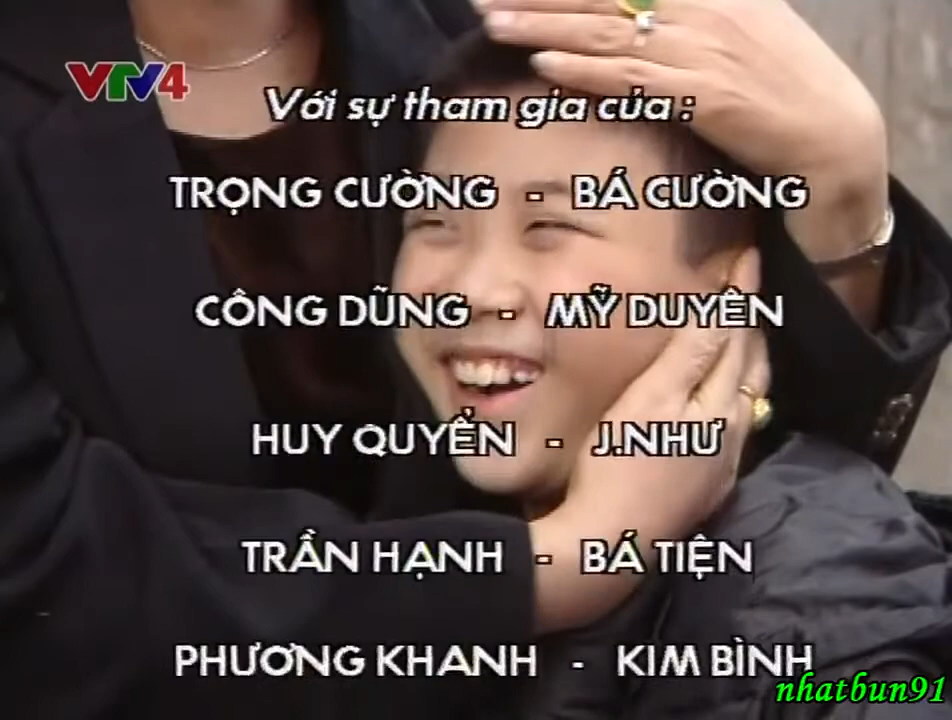 VTV4
Với sự tham gia của :
TRỌNG CƯỜNG - BÁ CƯỜNG
CÔNG DŨNG - MỸ DUYÊN
HUY QUYỂN - J.NHƯ
TRẦN HẠNH - BÁ TIỆN
PHƯƠNG KHANH - KIM BÌNH
nhatbun91